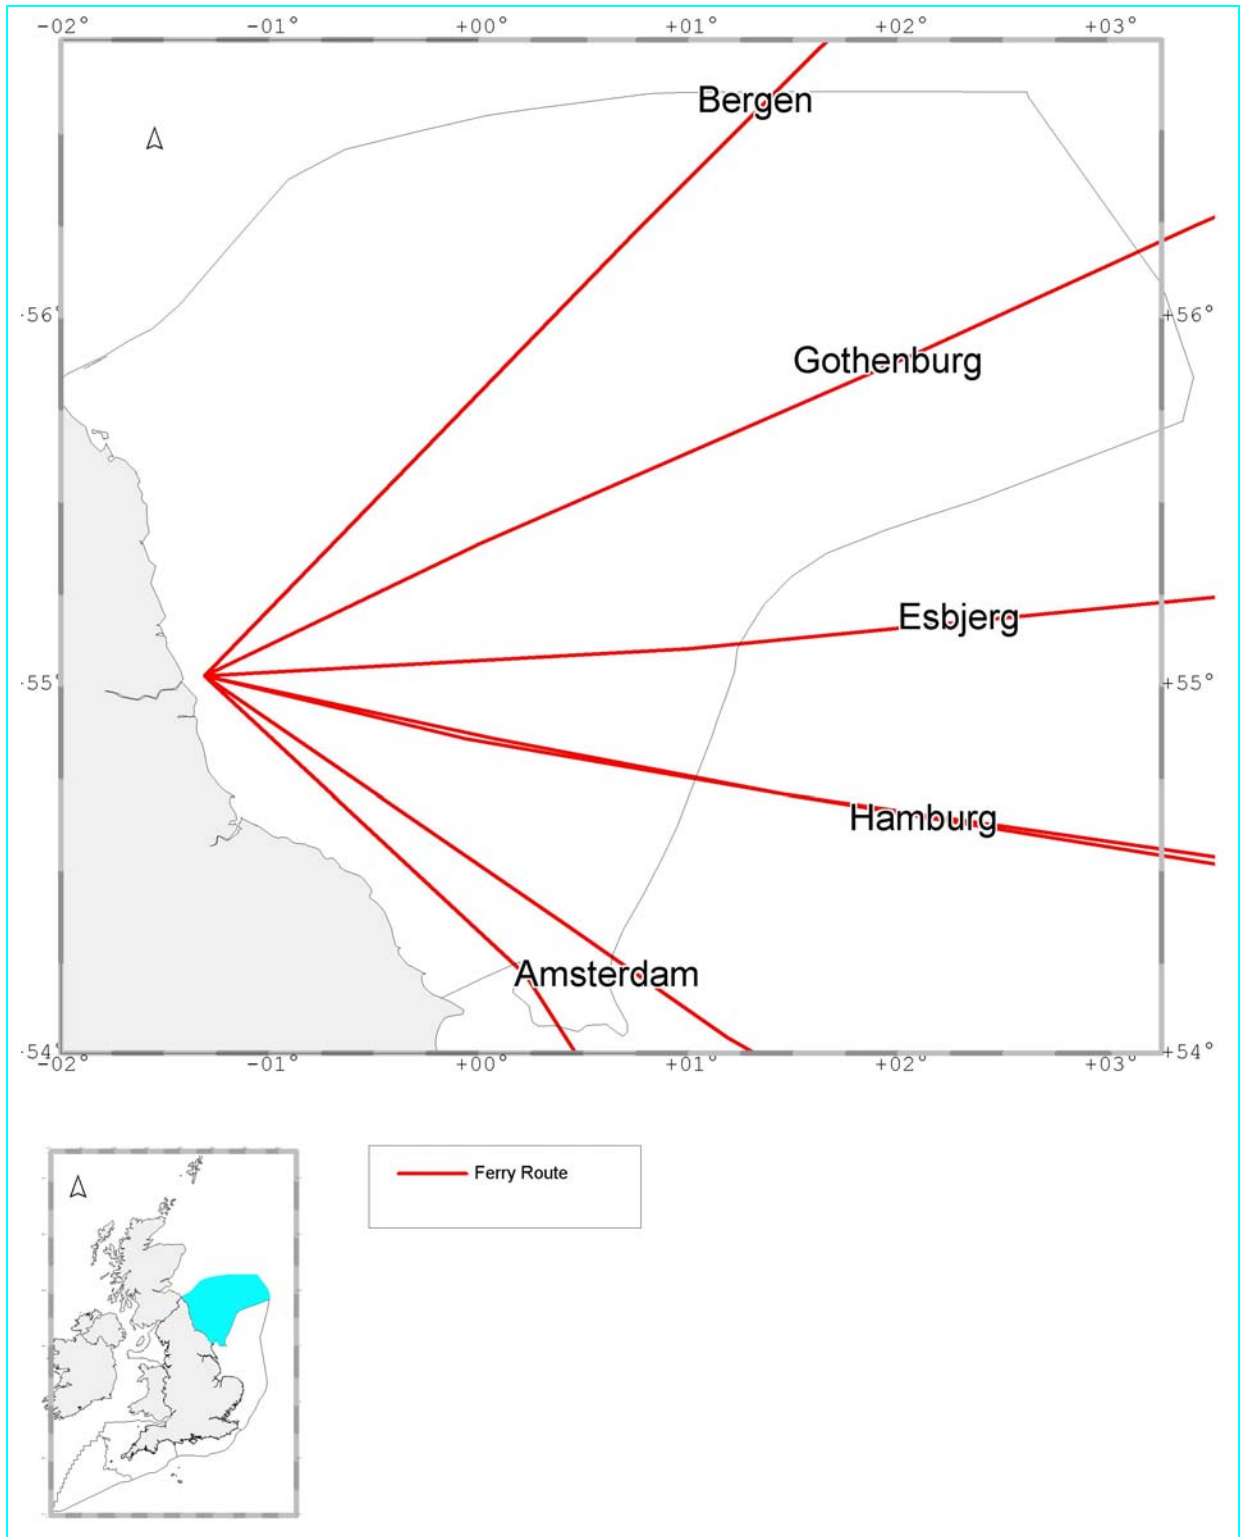 -02° -01° +00° +01° +02° +03°
Bergen
+56° +56°
Gothenburg
Esbjerg
+55° +55°
Hamburg
Amsterdam
+54° +54°
-02° -01° +00° +01° +02° +03°
Ferry Route